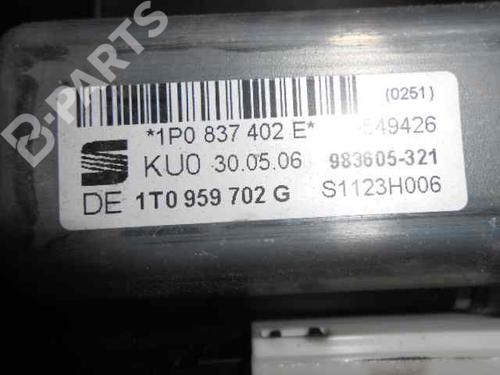 B-PARTS
(0251)
*1P0 837 402 E* 549426
KU0 30.05.06 983605-321
DE 1T0 959 702 G S1123H006